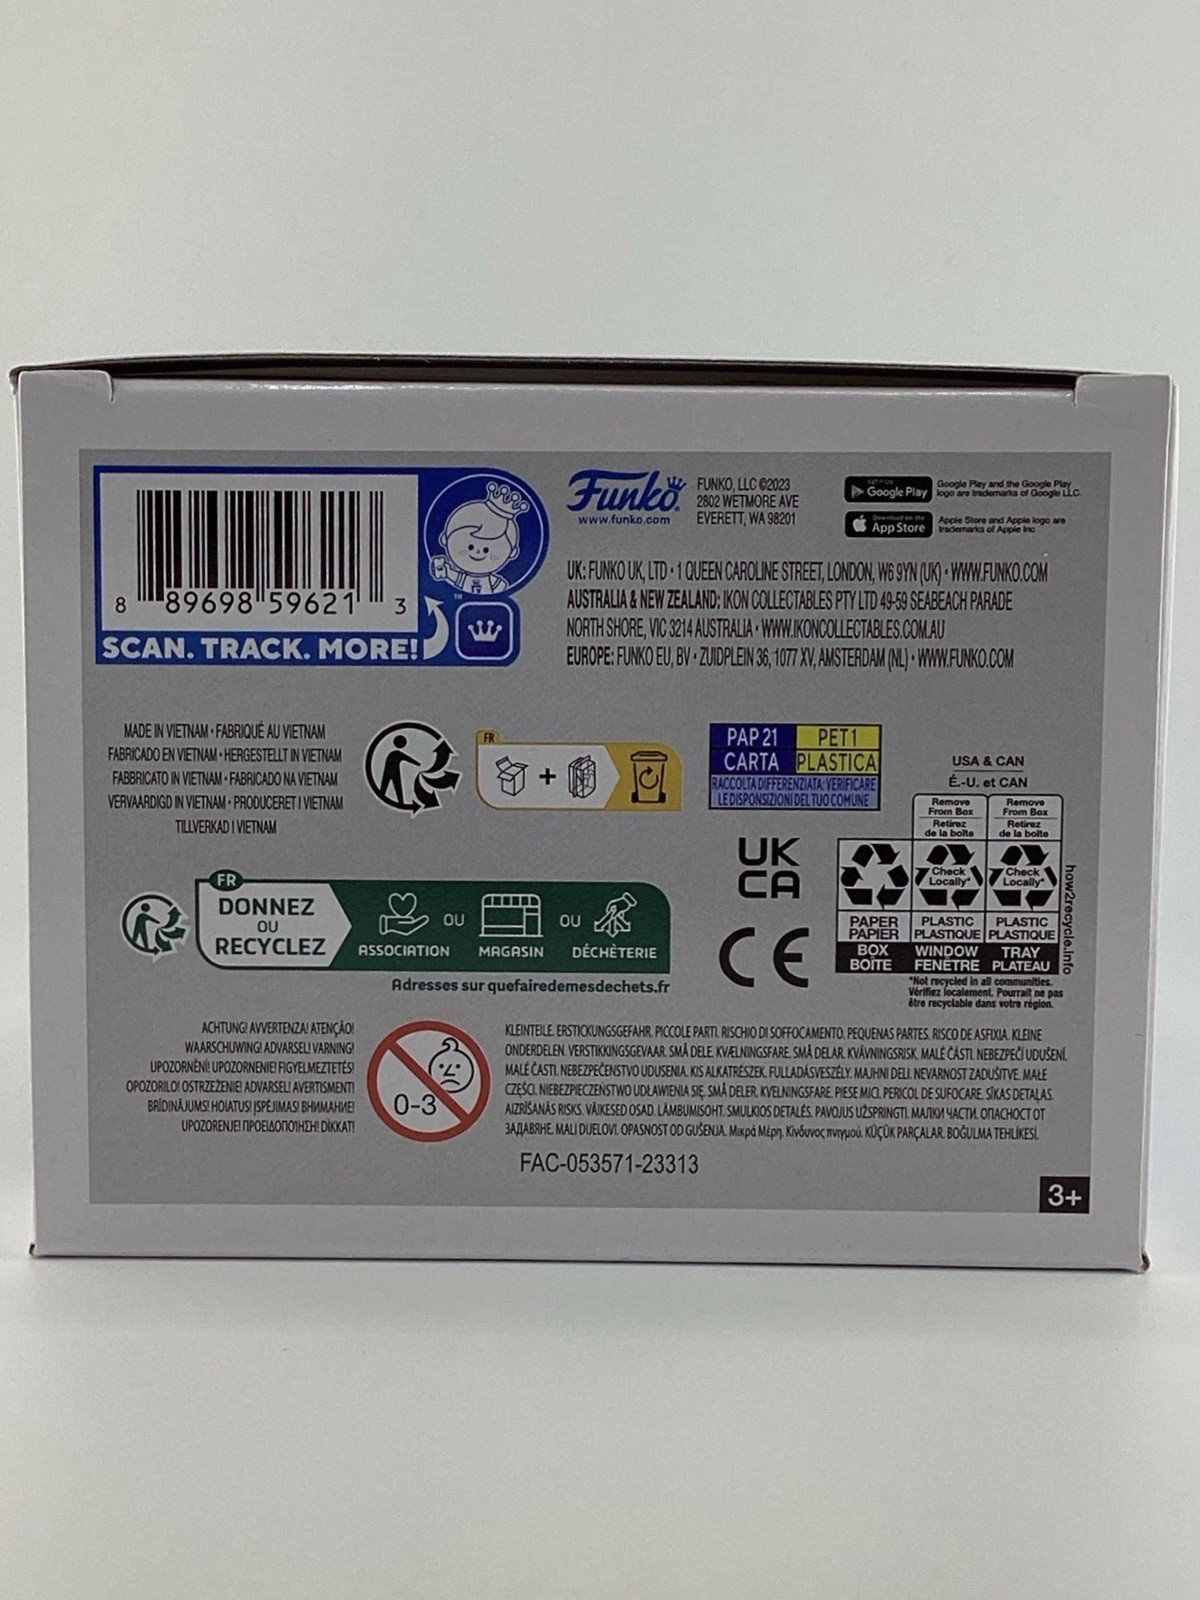 8 89698 59621 3
SCAN. TRACK. MORE!
Funko®
www.funko.com
FUNKO, LLC ©2023
2802 WETMORE AVE
EVERETT, WA 98201
GET IT ON
Google Play
Google Play and the Google Play
logo are trademarks of Google LLC.
Download on the
App Store
Apple Store and Apple logo are
trademarks of Apple Inc
UK: FUNKO UK, LTD • 1 QUEEN CAROLINE STREET, LONDON, W6 9YN (UK) • WWW.FUNKO.COM
AUSTRALIA & NEW ZEALAND: IKON COLLECTABLES PTY LTD 49-59 SEABEACH PARADE
NORTH SHORE, VIC 3214 AUSTRALIA • WWW.IKONCOLLECTABLES.COM.AU
EUROPE: FUNKO EU, BV • ZUIDPLEIN 36, 1077 XV, AMSTERDAM (NL) • WWW.FUNKO.COM
MADE IN VIETNAM • FABRIQUÉ AU VIETNAM
FABRICADO EN VIETNAM • HERGESTELLT IN VIETNAM
FABBRICATO IN VIETNAM • FABRICADO NA VIETNAM
VERVAARDIGD IN VIETNAM • PRODUCERET I VIETNAM
TILLVERKAD I VIETNAM
FR
+
PAP 21 PET 1
CARTA PLASTICA
RACCOLTA DIFFERENZIATA: VERIFICARE
LE DISPOSIZIONI DEL TUO COMUNE
USA & CAN
É.-U. et CAN
Remove From Box
Retirez de la boîte
Remove From Box
Retirez de la boîte
Check Locally*
Check Locally*
PAPER PAPIER
PLASTIC PLASTIQUE
PLASTIC PLASTIQUE
BOX BOÎTE
WINDOW FENÊTRE
TRAY PLATEAU
how2recycle.info
*Not recycled in all communities.
Vérifiez localement. Pourrait ne pas
être recyclable dans votre région.
UK
CA
CE
FR
DONNEZ
OU
RECYCLEZ
ASSOCIATION OU MAGASIN OU DÉCHÈTERIE
Adresses sur quefairedemesdechets.fr
ACHTUNG! AVVERTENZA! ATENÇÃO!
WAARSCHUWING! ADVARSEL! VARNING!
UPOZORNĚNÍ! UPOZORNENIE! FIGYELMEZTETÉS!
OPOZORILO! OSTRZEŻENIE! ADVARSEL! AVERTISMENT!
BRĪDINĀJUMS! HOIATUS! ĮSPĖJIMAS! ВНИМАНИЕ!
UPOZORENJE! ΠΡΟΕΙΔΟΠΟΊΗΣΗ! DİKKAT!
0-3
KLEINTEILE. ERSTICKUNGSGEFAHR. PICCOLE PARTI. RISCHIO DI SOFFOCAMENTO. PEQUENAS PARTES. RISCO DE ASFIXIA. KLEINE
ONDERDELEN. VERSTIKKINGSGEVAAR. SMÅ DELE. KVÆLNINGSFARE. SMÅ DELAR. KVÄVNINGSRISK. MALÉ ČÁSTI. NEBEZPEČÍ UDUŠENÍ.
MALÉ ČASTI. NEBEZPEČENSTVO UDUSENIA. KIS ALKATRÉSZEK. FULLADÁSVESZÉLY. MAJHNI DELI. NEVARNOST ZADUŠITVE. MAŁE
CZĘŚCI. NIEBEZPIECZEŃSTWO UDŁAWIENIA SIĘ. SMÅ DELER. KVELNINGSFARE. PIESE MICI. PERICOL DE SUFOCARE. SĪKAS DETAĻAS.
AIZRĪŠANĀS RISKS. VÄIKESED OSAD. LÄMBUMISOHT. SMULKIOS DETALĖS. PAVOJUS UŽSPRINGTI. МАЛКИ ЧАСТИ. ОПАСНОСТ ОТ
ЗАДАВЯНЕ. MALI DIJELOVI. OPASNOST OD GUŠENJA. Μικρά Μέρη. Κίνδυνος πνιγμού. KÜÇÜK PARÇALAR. BOĞULMA TEHLİKESİ.
FAC-053571-23313
3+